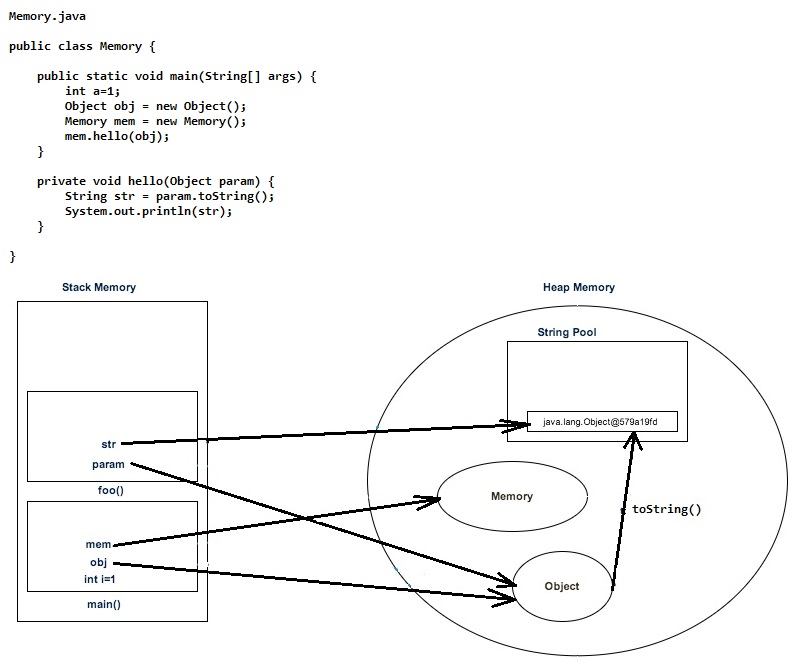 Memory.java
public class Memory {
public static void main(String[] args) {
int a=1;
Object obj = new Object();
Memory mem = new Memory();
mem.hello(obj);
}
private void hello(Object param) {
String str = param.toString();
System.out.println(str);
}
}
Stack Memory
Heap Memory
String Pool
java.lang.Object@579a19fd
str
param
foo()
Memory
toString()
mem
obj
int i=1
main()
Object